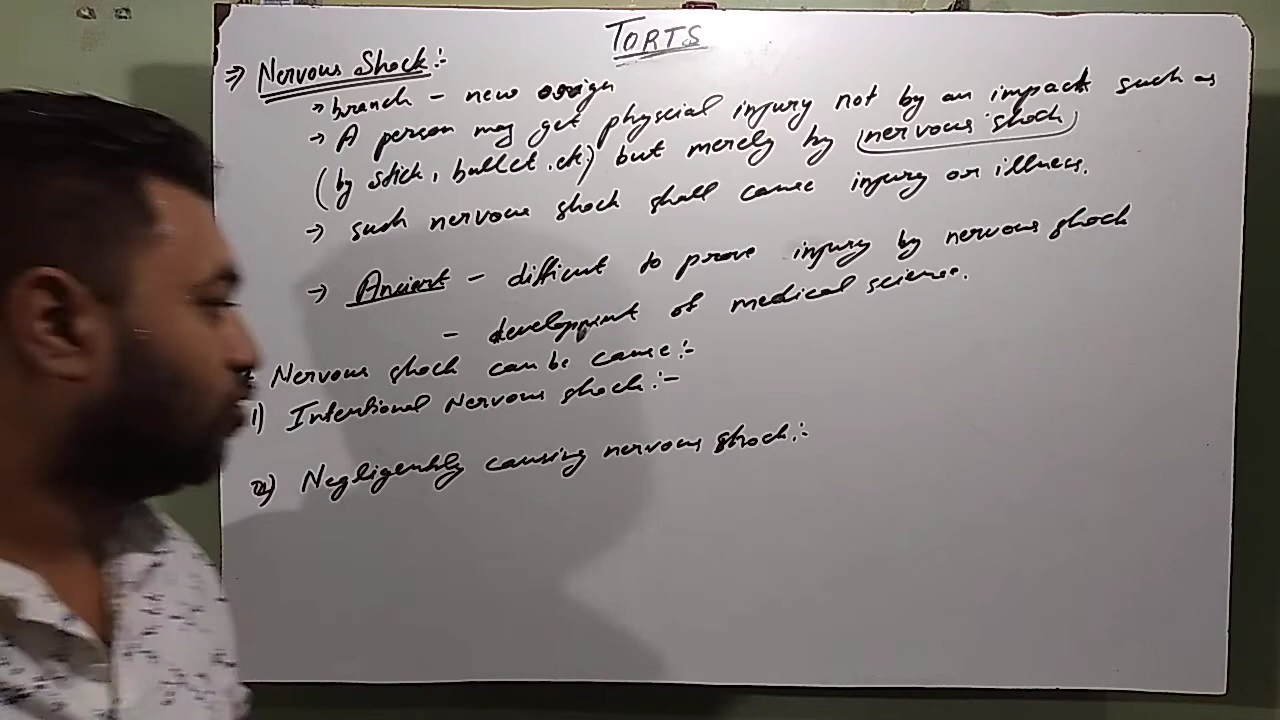 TORTS
⇒ Nervous Shock :-
→ branch - new origin
→ A person may get physcial injury not by an impact such as
(by stick, bullet .etc) but merely by nervous shock
→ such nervous shock shall cause injury or illness.
→ Ancient - difficut to prove injury by nervous shock
- development of medical science.
Nervous shock can be cause :-
1) Intentional Nervous shock :-
2) Negligently causing nervous shock :-